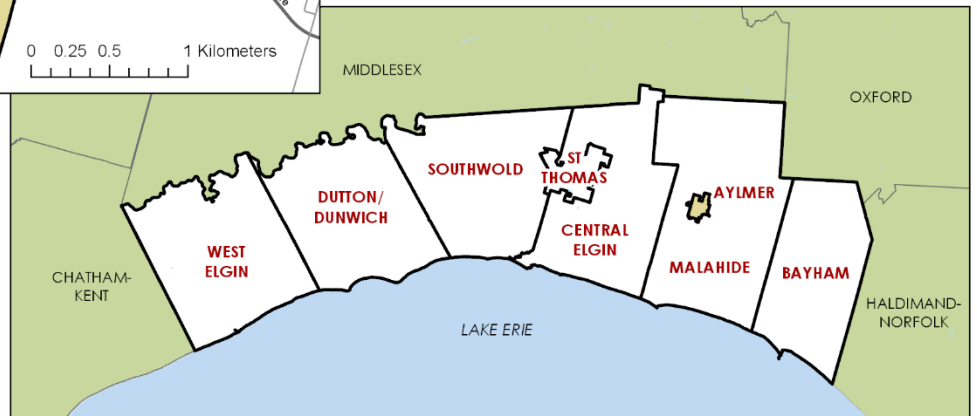 0 0.25 0.5 1 Kilometers
MIDDLESEX
OXFORD
SOUTHWOLD
ST
THOMAS
AYLMER
DUTTON/
DUNWICH
CENTRAL
ELGIN
WEST
ELGIN
MALAHIDE
BAYHAM
CHATHAM-
KENT
HALDIMAND-
NORFOLK
LAKE ERIE